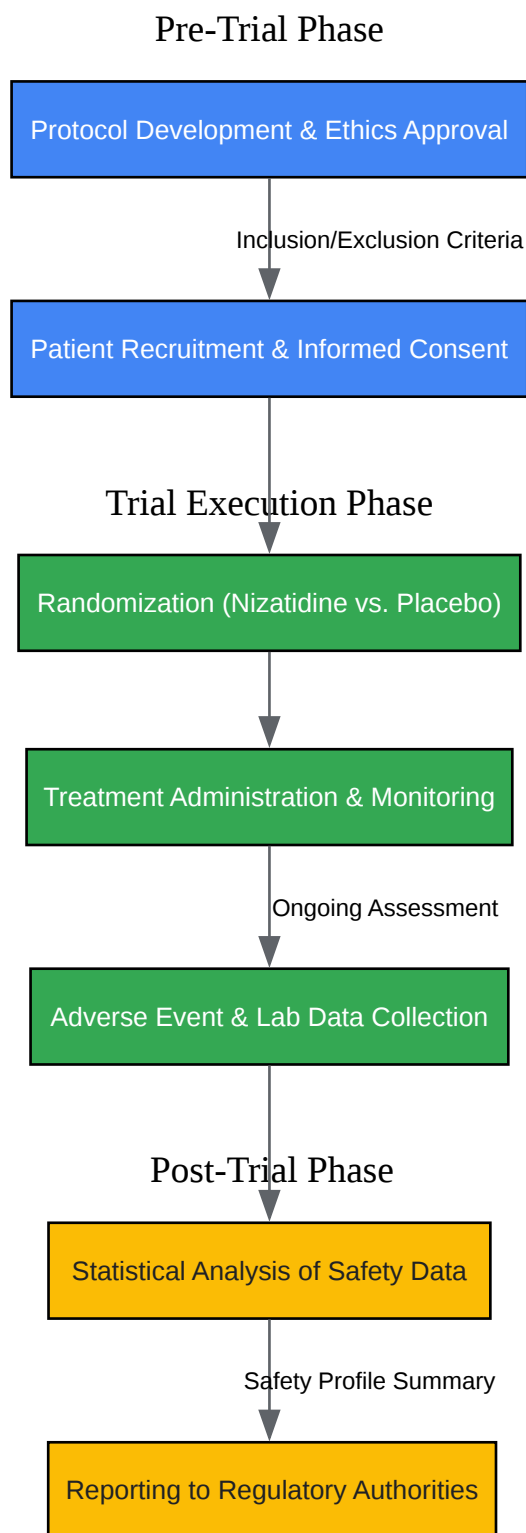 Pre-Trial Phase
Protocol Development & Ethics Approval
Inclusion/Exclusion Criteria
Patient Recruitment & Informed Consent
Trial Execution Phase
Randomization (Nizatidine vs. Placebo)
Treatment Administration & Monitoring
Ongoing Assessment
Adverse Event & Lab Data Collection
Post-Trial Phase
Statistical Analysis of Safety Data
Safety Profile Summary
Reporting to Regulatory Authorities